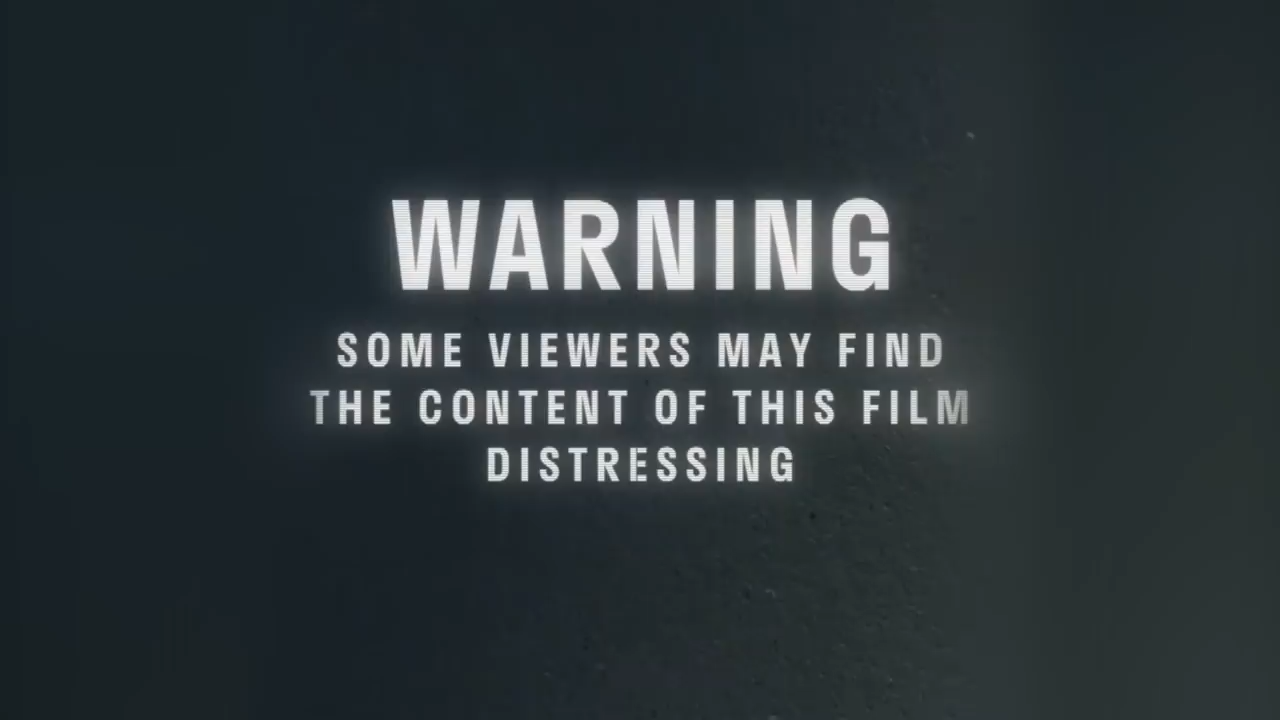 WARNING
SOME VIEWERS MAY FIND
THE CONTENT OF THIS FILM
DISTRESSING